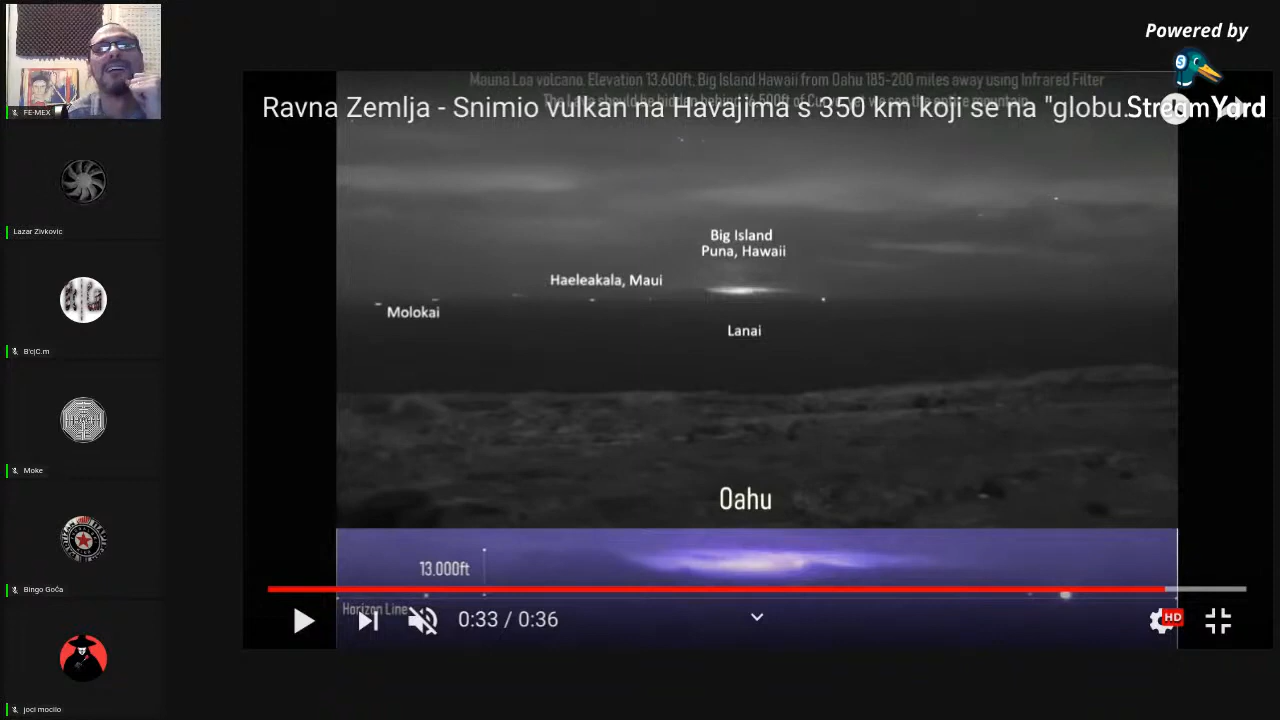 Powered by
StreamYard
FE-MEX
Lazar Zivkovic
B'c|C.m
Moke
Bingo Goča
joci mocilo
Mauna Loa volcano. Elevation 13,600ft. Big Island Hawaii from Oahu 185-200 miles away using Infrared Filter
Ravna Zemlja - Snimio vulkan na Havajima s 350 km koji se na "globu...
Big Island
Puna, Hawaii
Haeleakala, Maui
Molokai
Lanai
Oahu
13.000ft
Horizon Line
0:33 / 0:36
HD